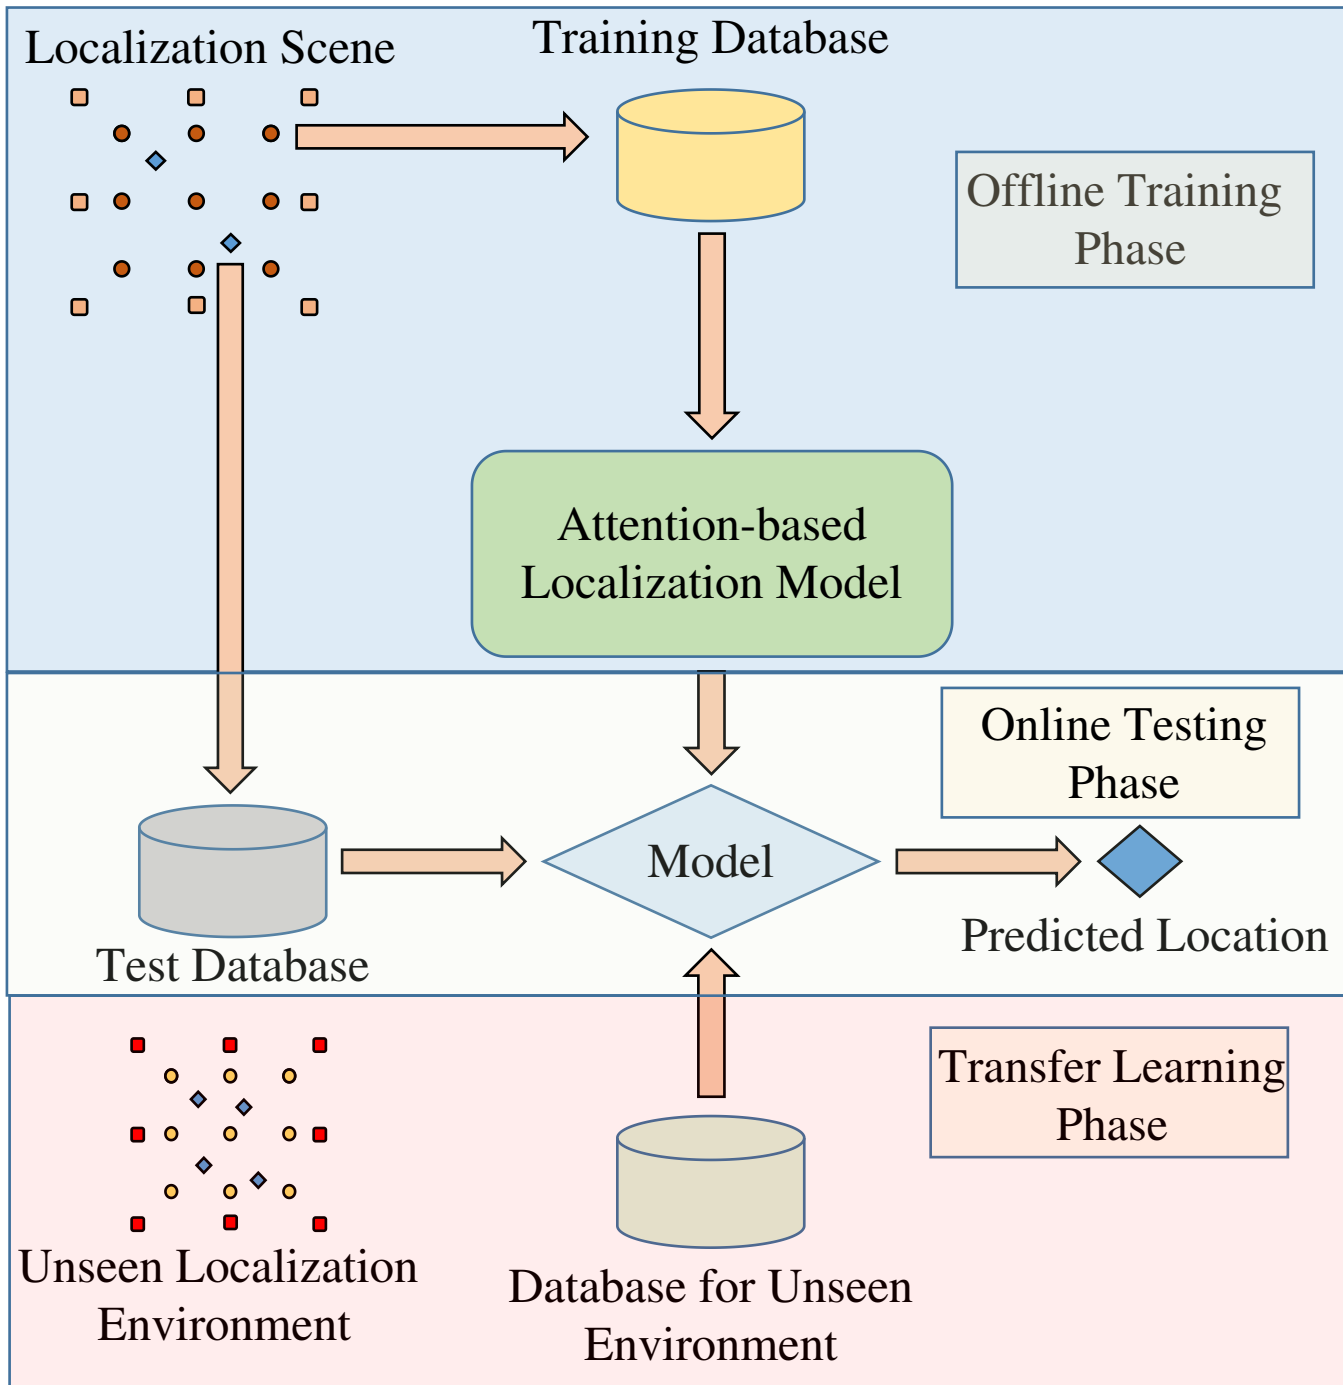 Localization Scene
Training Database
Offline Training
Phase
Attention-based
Localization Model
Online Testing
Phase
Model
Predicted Location
Test Database
Transfer Learning
Phase
Unseen Localization
Environment
Database for Unseen
Environment